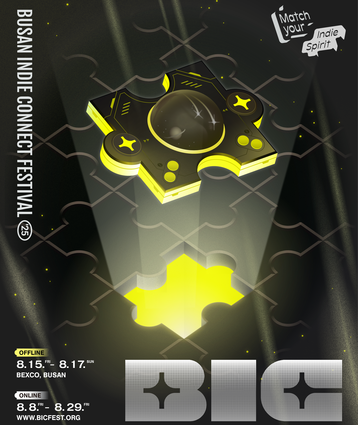 BUSAN INDIE CONNECT FESTIVAL '25
Match
your
Indie
Spirit
OFFLINE
8.15.FRI - 8.17.SUN
BEXCO, BUSAN
ONLINE
8.8.FRI - 8.29.FRI
WWW.BICFEST.ORG
BIC